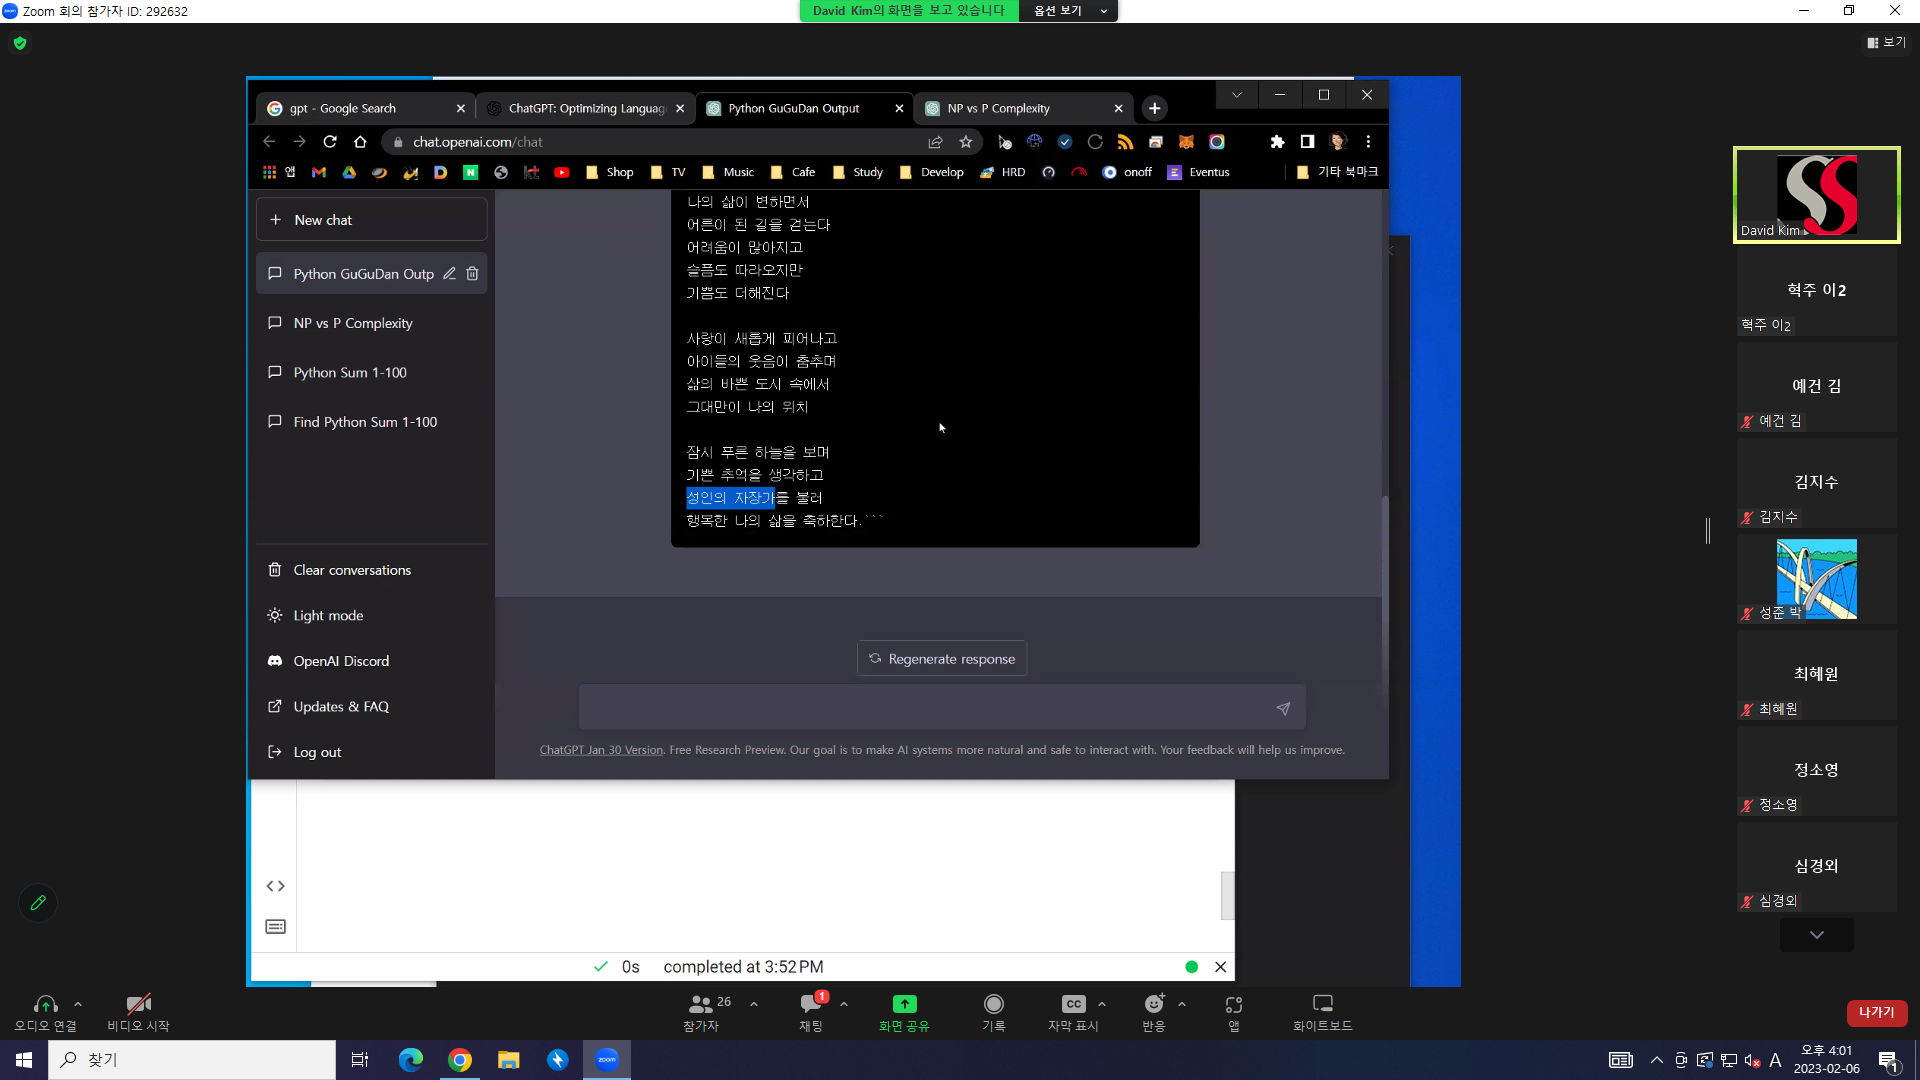 Zoom 회의 참가자 ID: 292632
David Kim의 화면을 보고 있습니다
옵션 보기
보기
gpt - Google Search
ChatGPT: Optimizing Languag
Python GuGuDan Output
NP vs P Complexity
chat.openai.com/chat
앱
Shop
TV
Music
Cafe
Study
Develop
HRD
onoff
Eventus
기타 북마크
New chat
Python GuGuDan Outp
NP vs P Complexity
Python Sum 1-100
Find Python Sum 1-100
Clear conversations
Light mode
OpenAI Discord
Updates & FAQ
Log out
나의 삶이 변하면서
어른이 된 길을 걷는다
어려움이 많아지고
슬픔도 따라오지만
기쁨도 더해진다
사랑이 새롭게 피어나고
아이들의 웃음이 춤추며
삶의 바쁜 도시 속에서
그대만이 나의 위치
잠시 푸른 하늘을 보며
기쁜 추억을 생각하고
성인의 자장가를 불러
행복한 나의 삶을 축하한다.```
Regenerate response
ChatGPT Jan 30 Version. Free Research Preview. Our goal is to make AI systems more natural and safe to interact with. Your feedback will help us improve.
0s completed at 3:52 PM
David Kim
혁주 이2
혁주 이2
예건 김
예건 김
김지수
김지수
성준 박
최혜원
최혜원
정소영
정소영
심경외
심경외
오디오 연결
비디오 시작
26
참가자
1
채팅
화면 공유
기록
CC
자막 표시
반응
앱
화이트보드
나가기
찾기
zoom
A
오후 4:01
2023-02-06
1